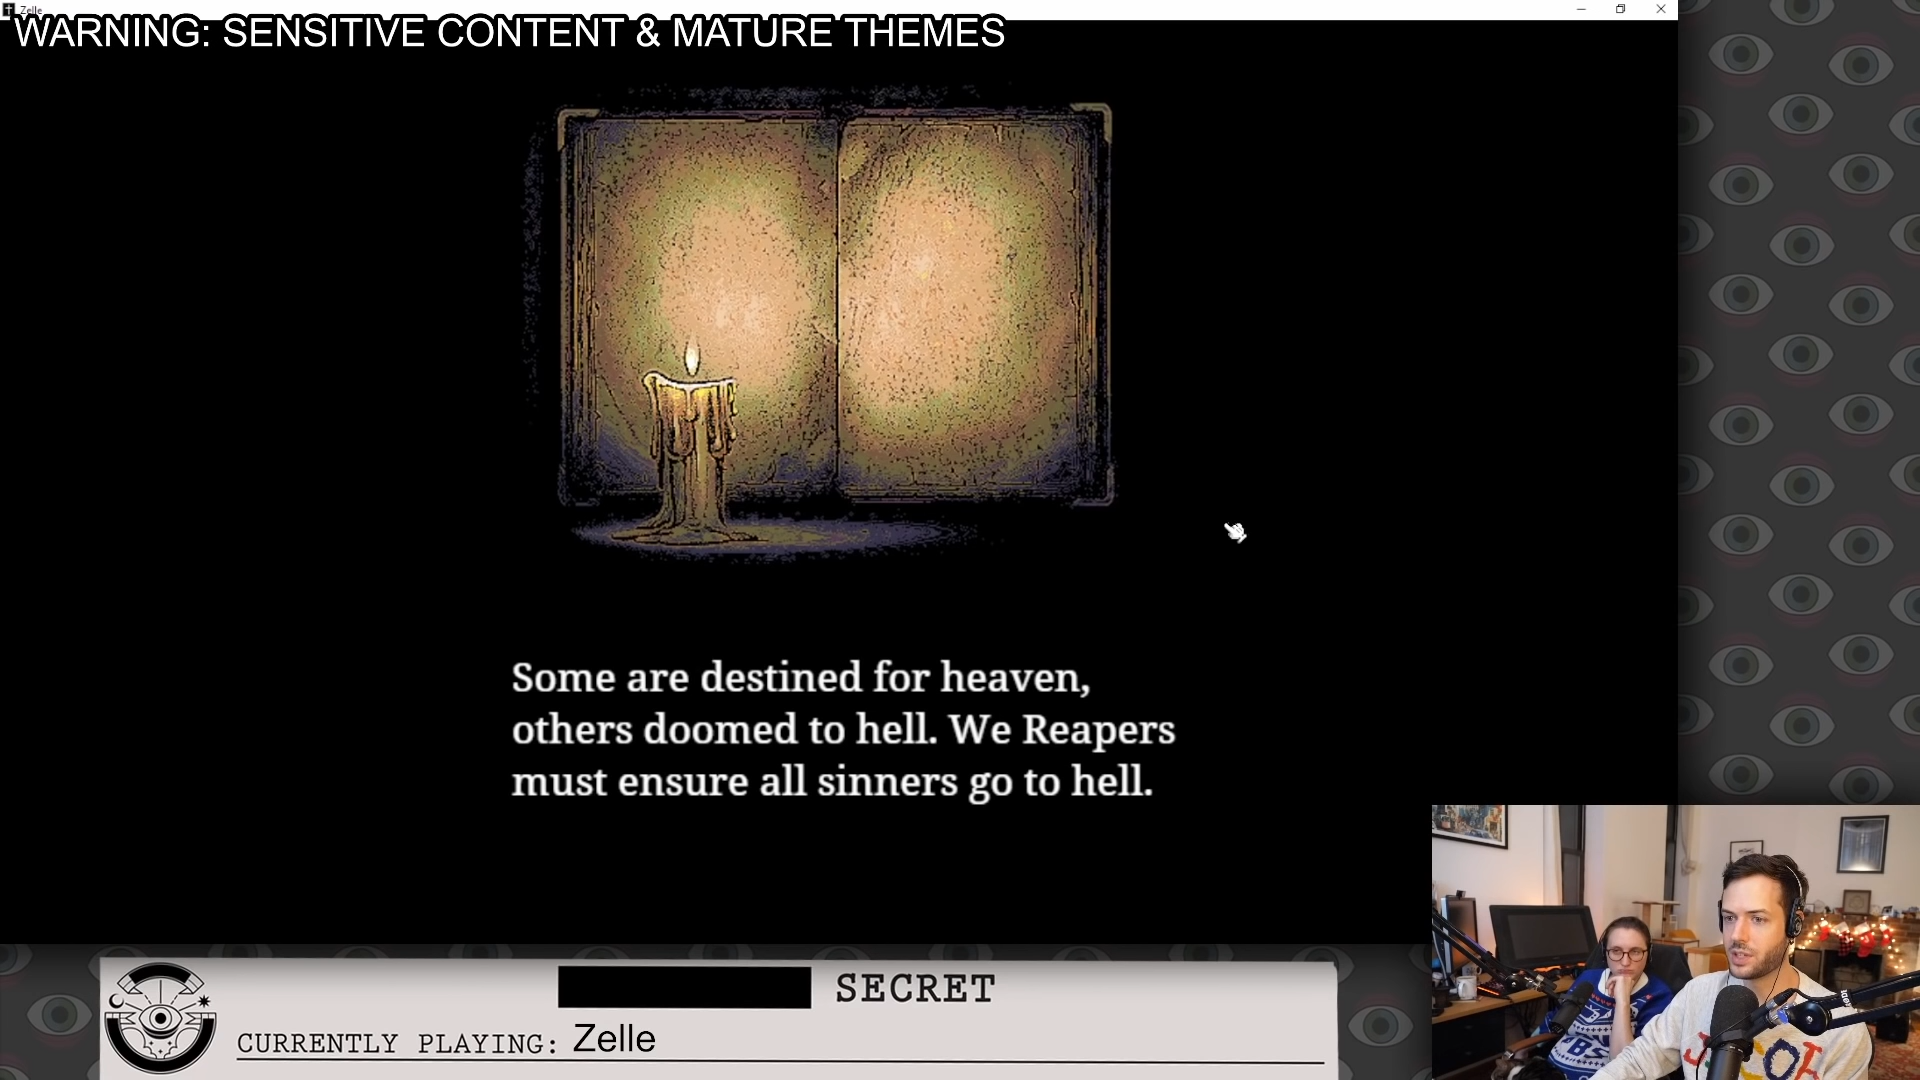 Zelle
WARNING: SENSITIVE CONTENT & MATURE THEMES
Some are destined for heaven,
others doomed to hell. We Reapers
must ensure all sinners go to hell.
SECRET
CURRENTLY PLAYING: Zelle